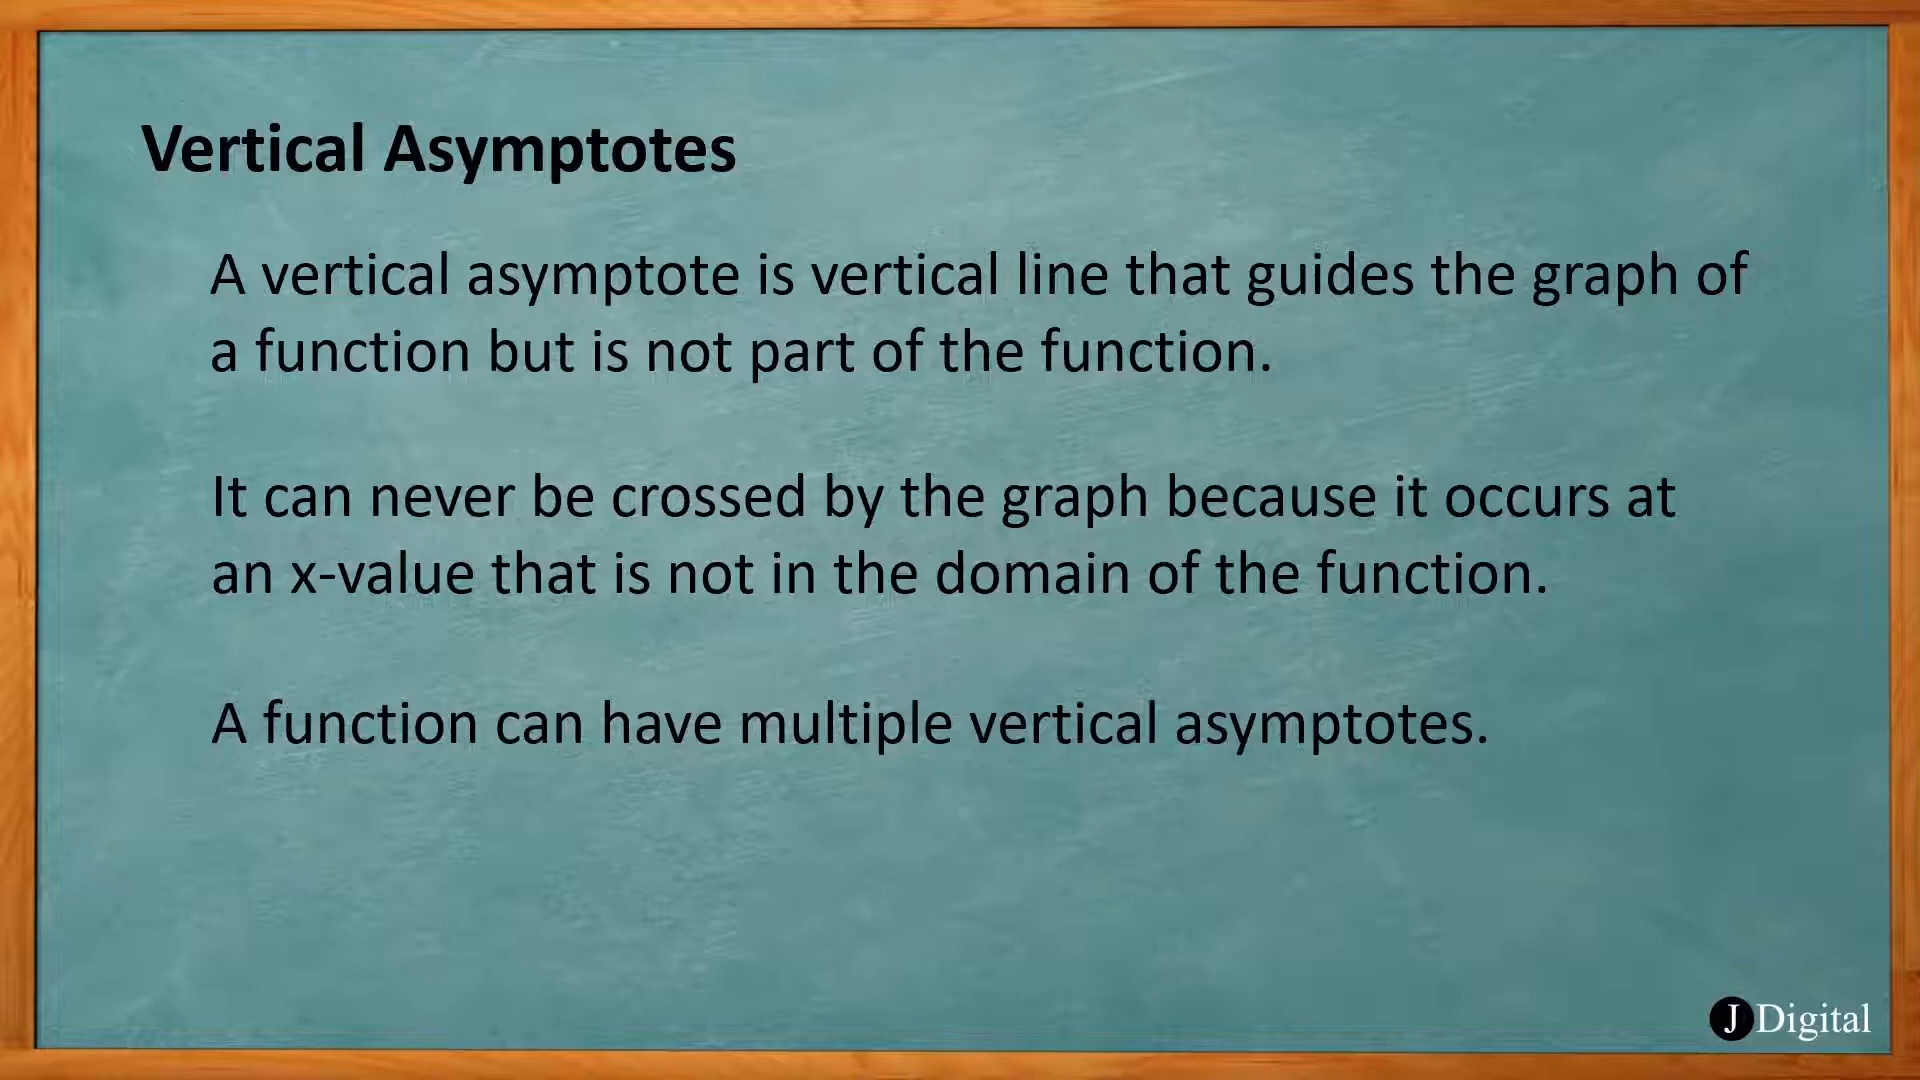 Vertical Asymptotes
A vertical asymptote is vertical line that guides the graph of
a function but is not part of the function.
It can never be crossed by the graph because it occurs at
an x-value that is not in the domain of the function.
A function can have multiple vertical asymptotes.
J Digital